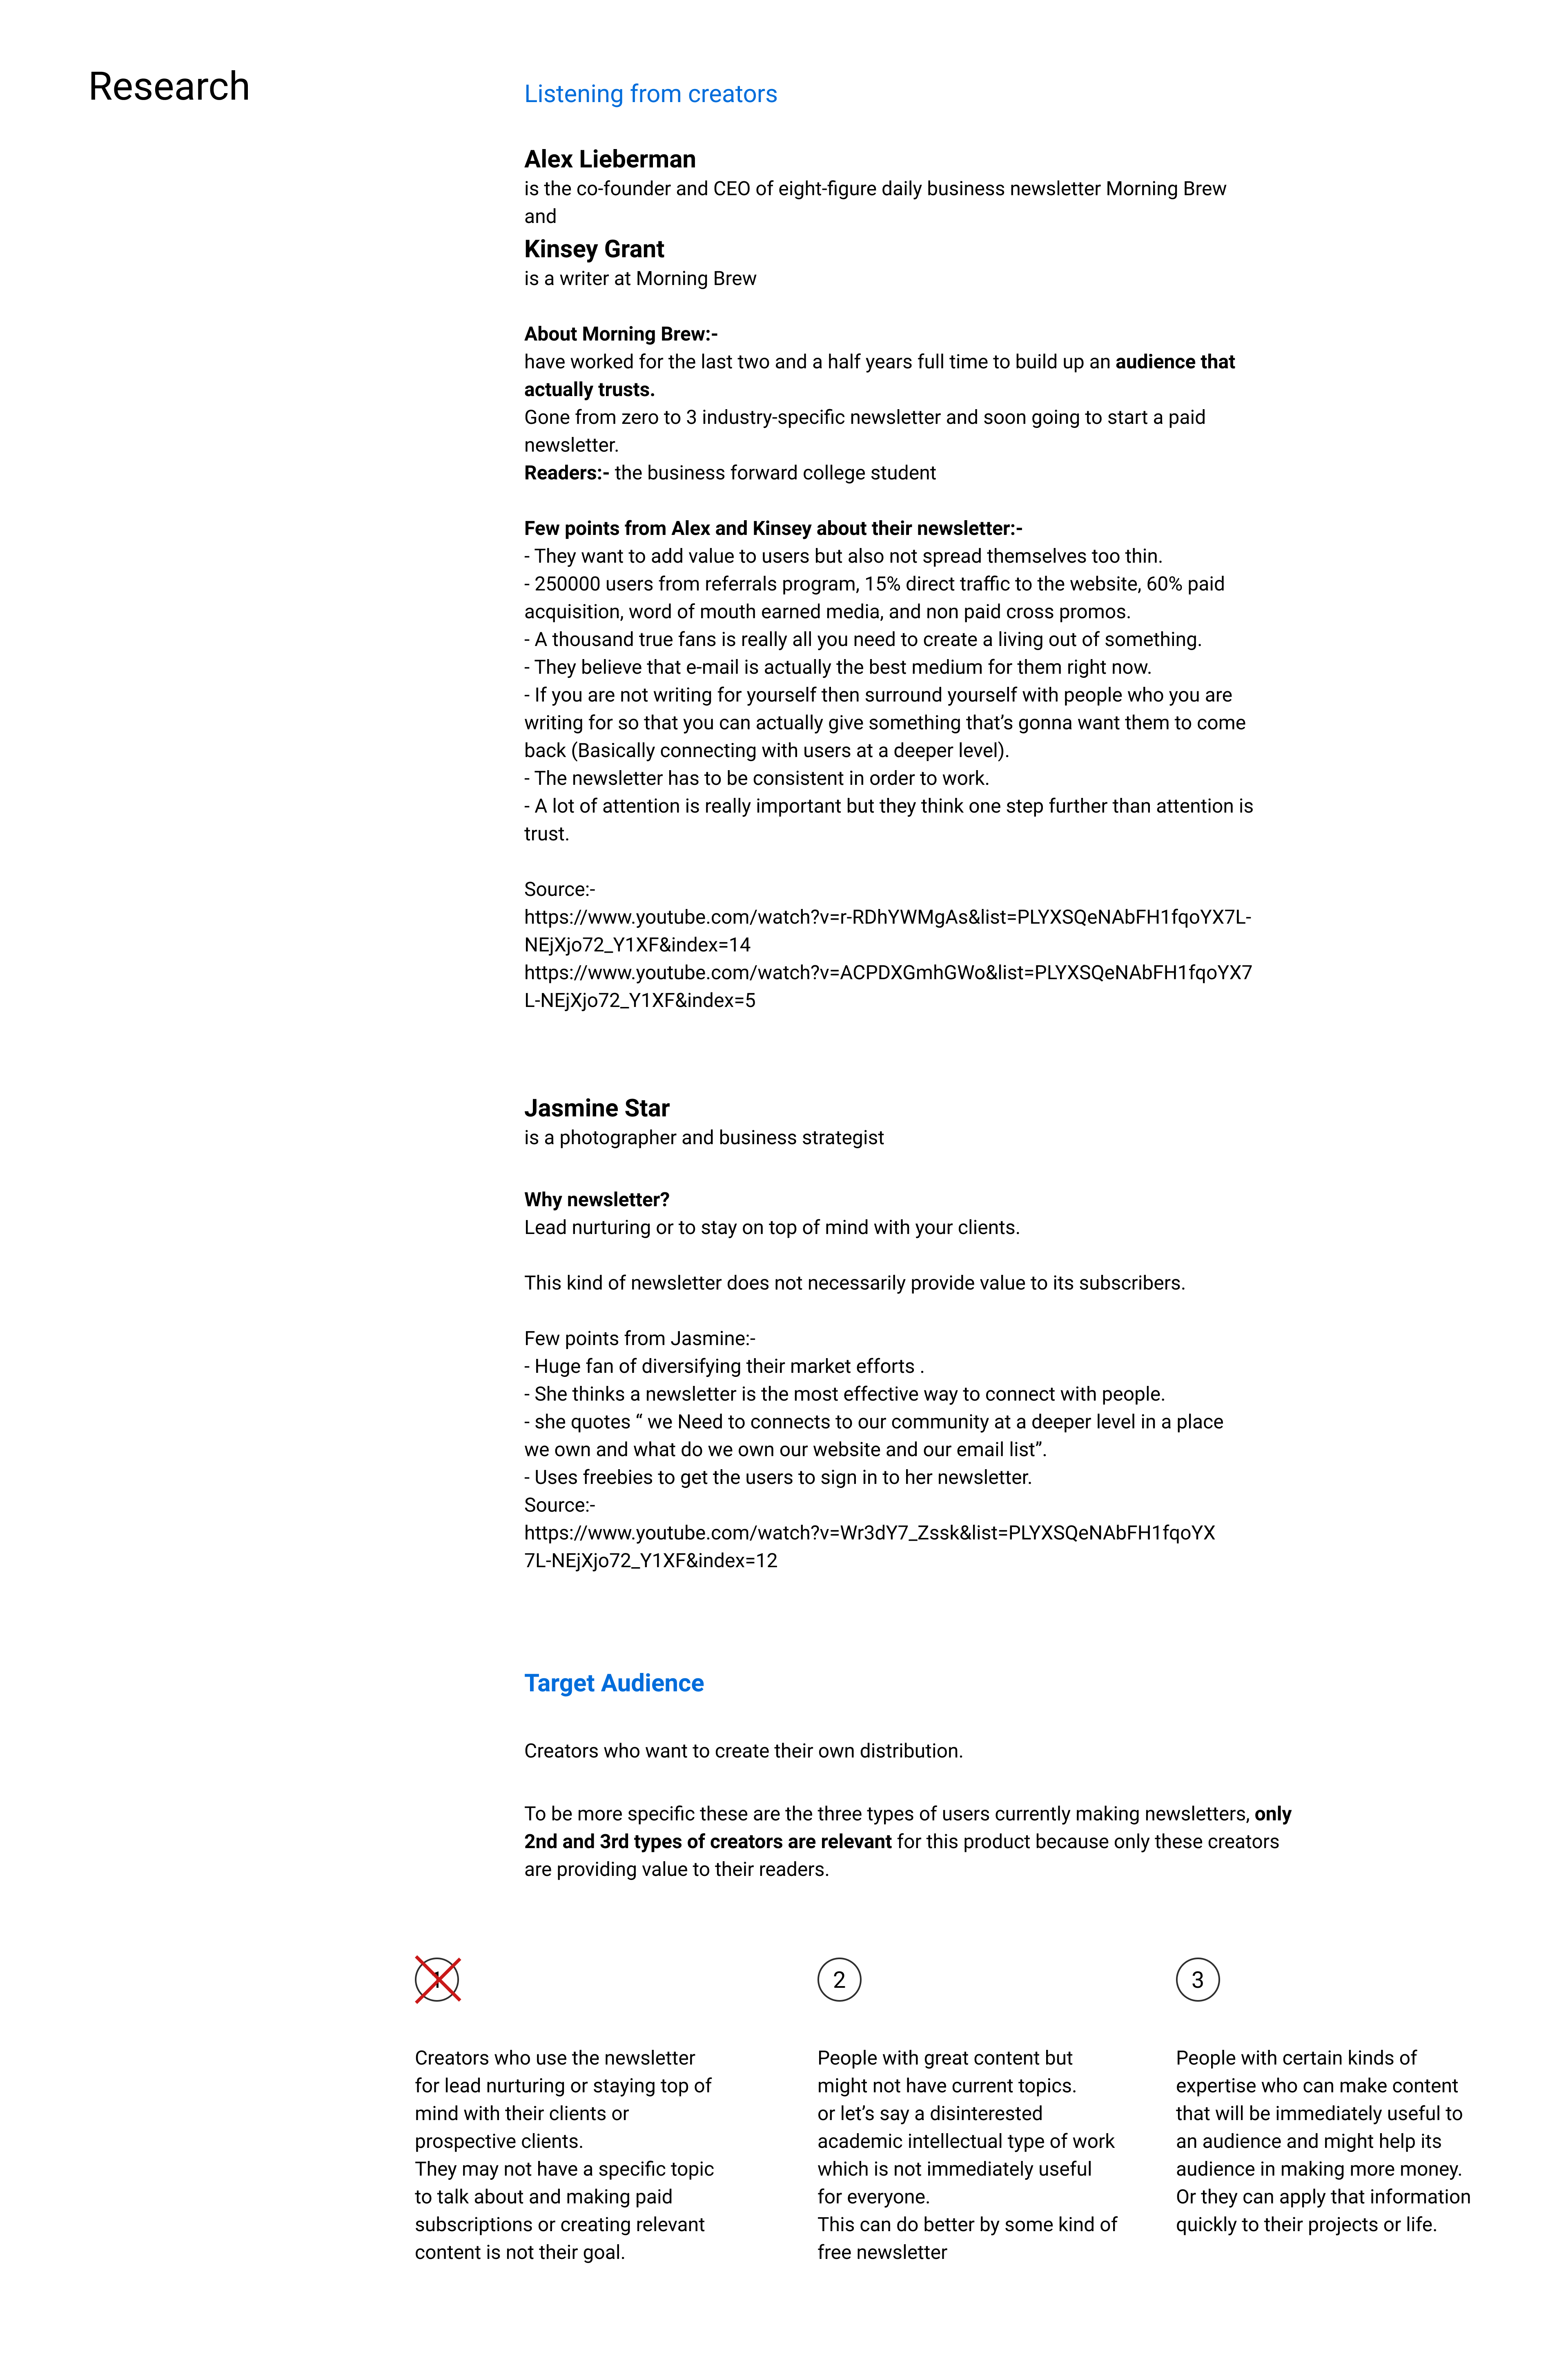 Research
Listening from creators
Alex Lieberman
is the co-founder and CEO of eight-figure daily business newsletter Morning Brew
and
Kinsey Grant
is a writer at Morning Brew
About Morning Brew:-
have worked for the last two and a half years full time to build up an audience that
actually trusts.
Gone from zero to 3 industry-specific newsletter and soon going to start a paid
newsletter.
Readers:- the business forward college student
Few points from Alex and Kinsey about their newsletter:-
- They want to add value to users but also not spread themselves too thin.
- 250000 users from referrals program, 15% direct traffic to the website, 60% paid
acquisition, word of mouth earned media, and non paid cross promos.
- A thousand true fans is really all you need to create a living out of something.
- They believe that e-mail is actually the best medium for them right now.
- If you are not writing for yourself then surround yourself with people who you are
writing for so that you can actually give something that’s gonna want them to come
back (Basically connecting with users at a deeper level).
- The newsletter has to be consistent in order to work.
- A lot of attention is really important but they think one step further than attention is
trust.
Source:-
https://www.youtube.com/watch?v=r-RDhYWMgAs&list=PLYXSQeNAbFH1fqoYX7L-
NEjXjo72_Y1XF&index=14
https://www.youtube.com/watch?v=ACPDXGmhGWo&list=PLYXSQeNAbFH1fqoYX7
L-NEjXjo72_Y1XF&index=5
Jasmine Star
is a photographer and business strategist
Why newsletter?
Lead nurturing or to stay on top of mind with your clients.
This kind of newsletter does not necessarily provide value to its subscribers.
Few points from Jasmine:-
- Huge fan of diversifying their market efforts .
- She thinks a newsletter is the most effective way to connect with people.
- she quotes “ we Need to connects to our community at a deeper level in a place
we own and what do we own our website and our email list”.
- Uses freebies to get the users to sign in to her newsletter.
Source:-
https://www.youtube.com/watch?v=Wr3dY7_Zssk&list=PLYXSQeNAbFH1fqoYX
7L-NEjXjo72_Y1XF&index=12
Target Audience
Creators who want to create their own distribution.
To be more specific these are the three types of users currently making newsletters, only
2nd and 3rd types of creators are relevant for this product because only these creators
are providing value to their readers.
1
Creators who use the newsletter
for lead nurturing or staying top of
mind with their clients or
prospective clients.
They may not have a specific topic
to talk about and making paid
subscriptions or creating relevant
content is not their goal.
2
People with great content but
might not have current topics.
or let’s say a disinterested
academic intellectual type of work
which is not immediately useful
for everyone.
This can do better by some kind of
free newsletter
3
People with certain kinds of
expertise who can make content
that will be immediately useful to
an audience and might help its
audience in making more money.
Or they can apply that information
quickly to their projects or life.